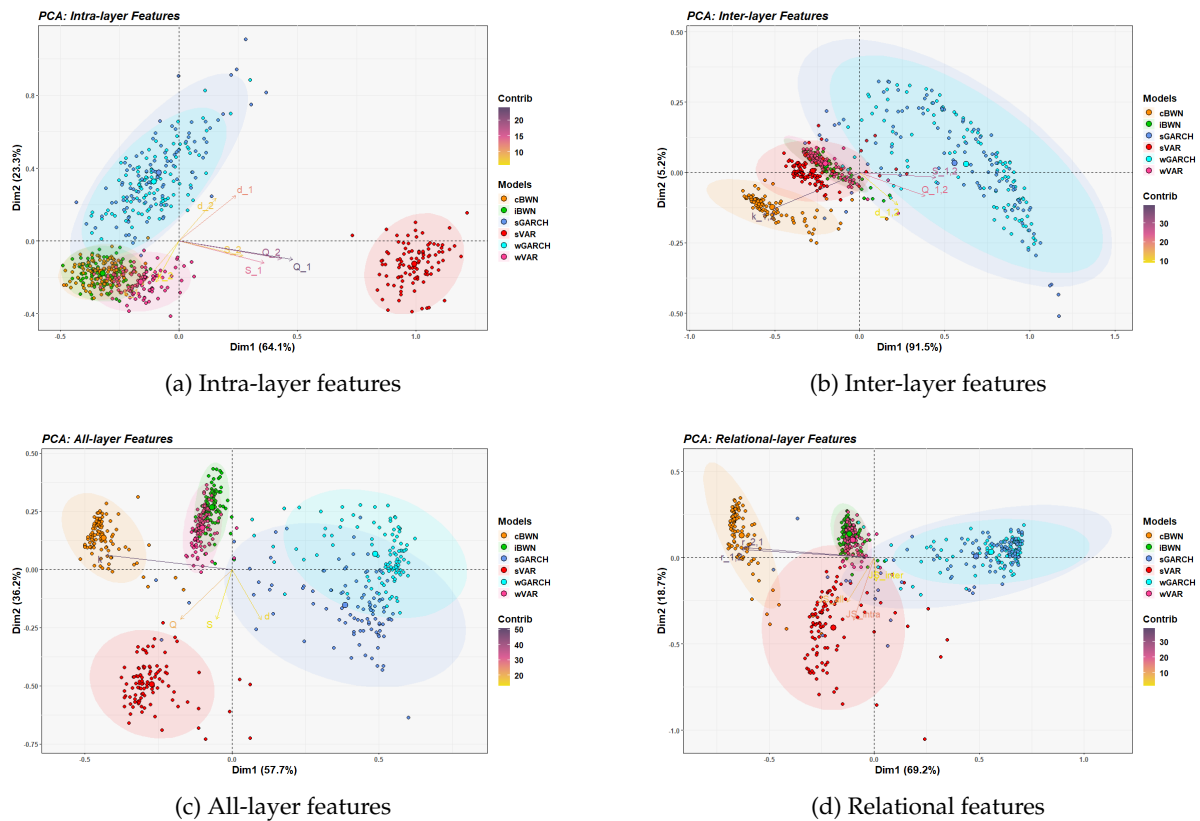 PCA: Intra-layer Features
Dim2 (23.3%)
0.8
0.4
0.0
-0.4
d_1
d_2
Q_2
S_1
Q_1
-0.5
0.0
0.5
1.0
Dim1 (64.1%)
Contrib
20
15
10
Models
cBWN
iBWN
sGARCH
sVAR
wGARCH
wVAR
(a) Intra-layer features
PCA: Inter-layer Features
Dim2 (5.2%)
0.25
0.00
-0.25
-0.50
S_1.2
Q_1.2
-1.0
-0.5
0.0
0.5
1.0
1.5
Dim1 (91.5%)
Models
cBWN
iBWN
sGARCH
sVAR
wGARCH
wVAR
Contrib
30
20
10
(b) Inter-layer features
PCA: All-layer Features
Dim2 (36.2%)
0.50
0.25
0.00
-0.25
-0.50
-0.75
k
Q
S
d
-0.5
0.0
0.5
Dim1 (57.7%)
Models
cBWN
iBWN
sGARCH
sVAR
wGARCH
wVAR
Contrib
50
40
30
20
(c) All-layer features
PCA: Relational-layer Features
Dim2 (18.7%)
0.5
0.0
-0.5
-1.0
-0.5
0.0
0.5
1.0
Dim1 (69.2%)
Models
cBWN
iBWN
sGARCH
sVAR
wGARCH
wVAR
Contrib
30
20
10
(d) Relational features